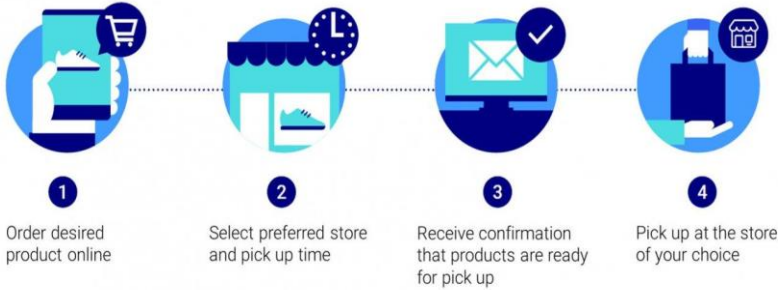 1
Order desired
product online
2
Select preferred store
and pick up time
3
Receive confirmation
that products are ready
for pick up
4
Pick up at the store
of your choice